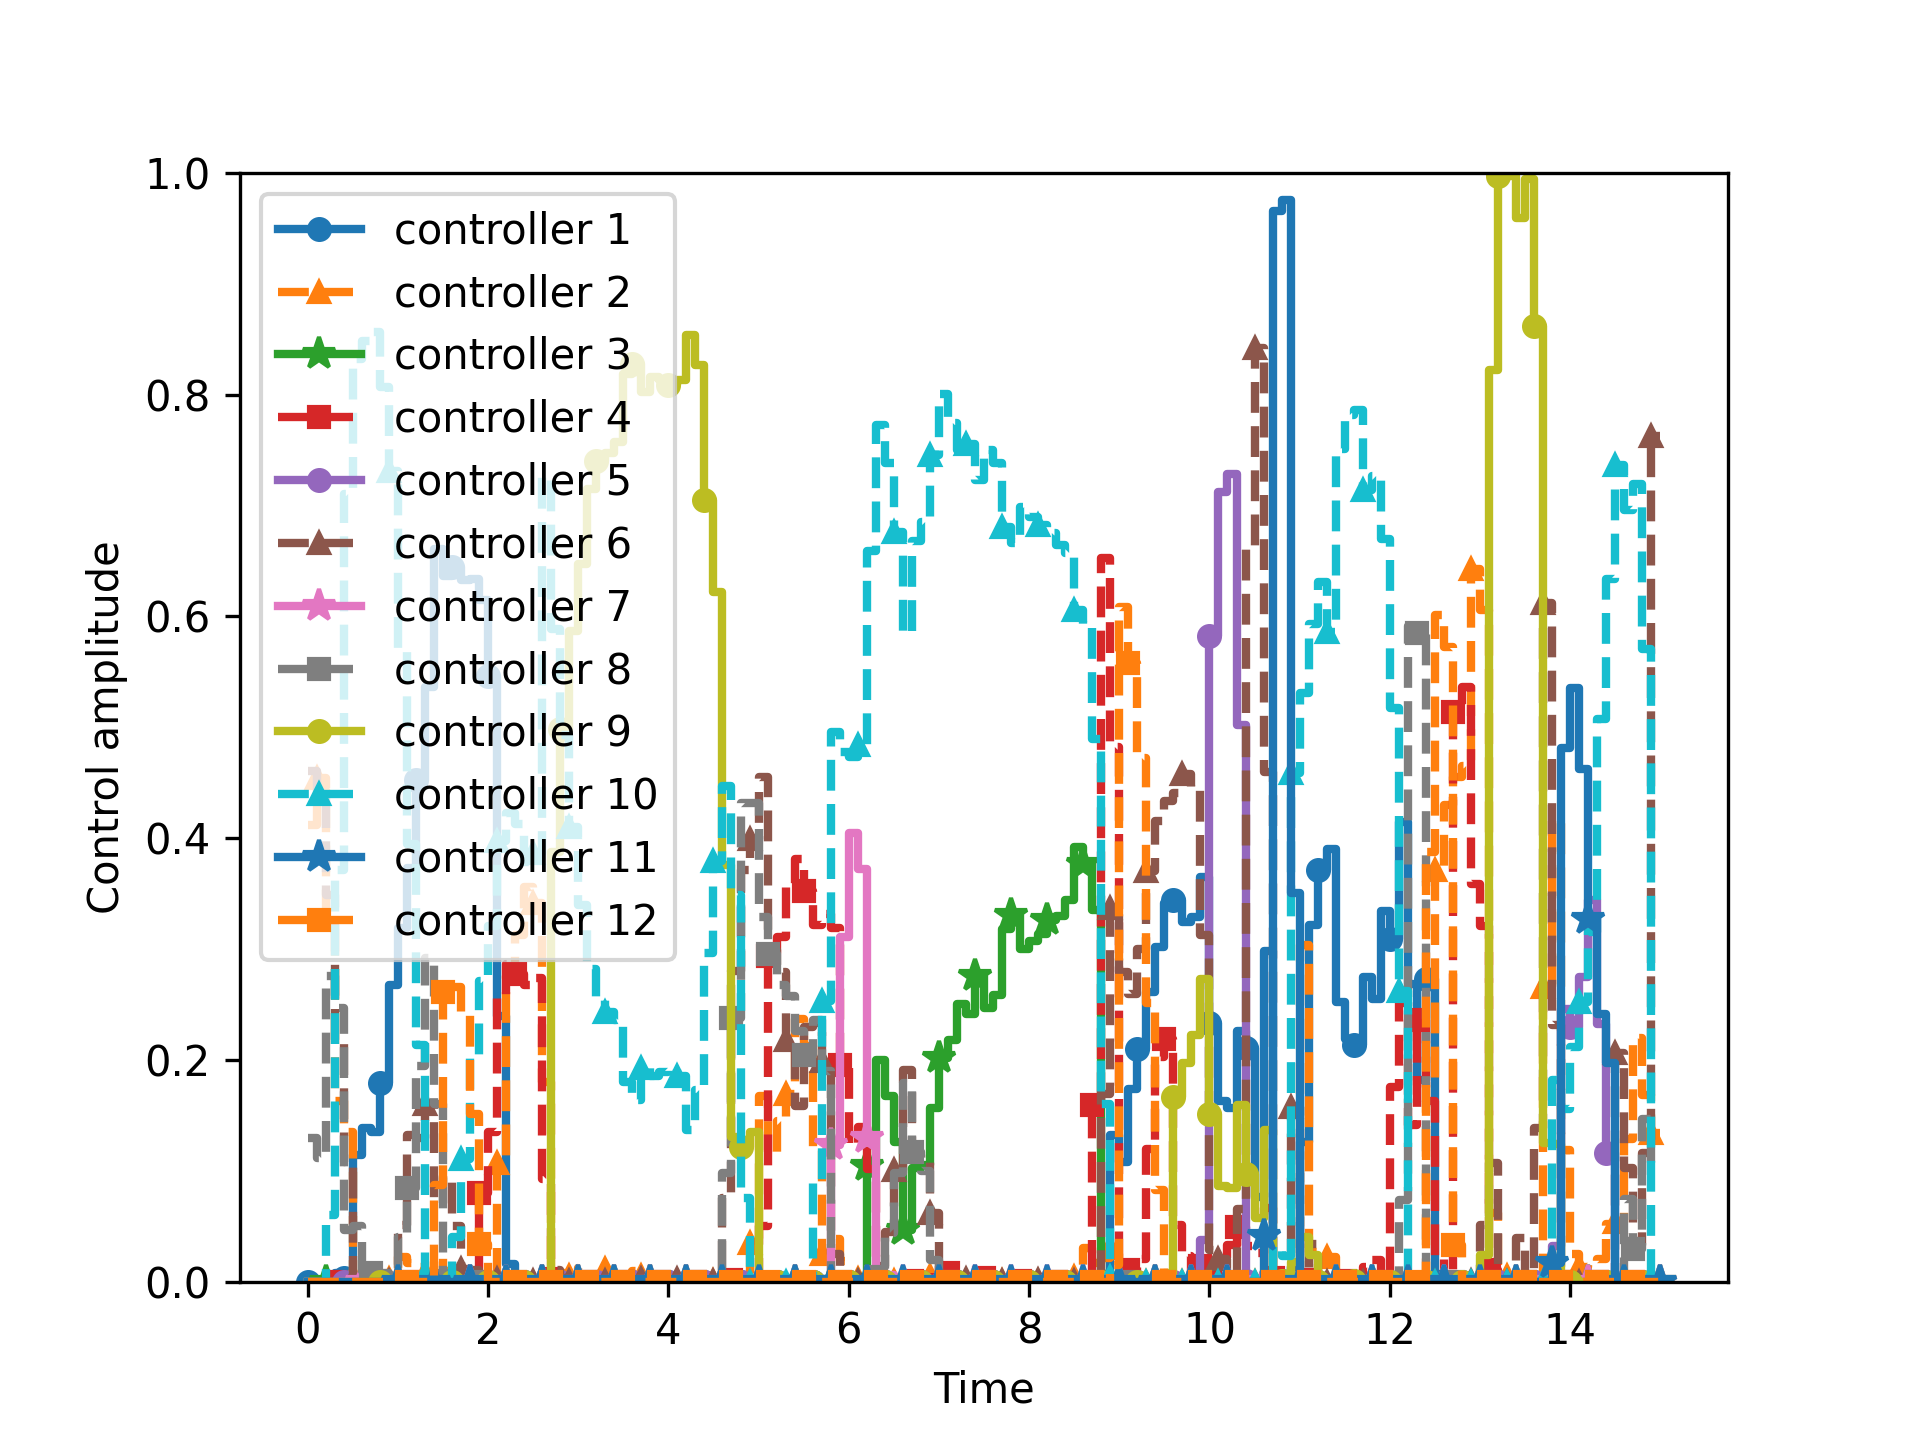 1.0
0.8
0.6
0.4
0.2
0.0
Control amplitude
controller 1
controller 2
controller 3
controller 4
controller 5
controller 6
controller 7
controller 8
controller 9
controller 10
controller 11
controller 12
0 2 4 6 8 10 12 14
Time